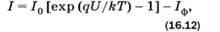 I = I₀ [exp (qU/kT) − 1] − I_ф,
(16.12)